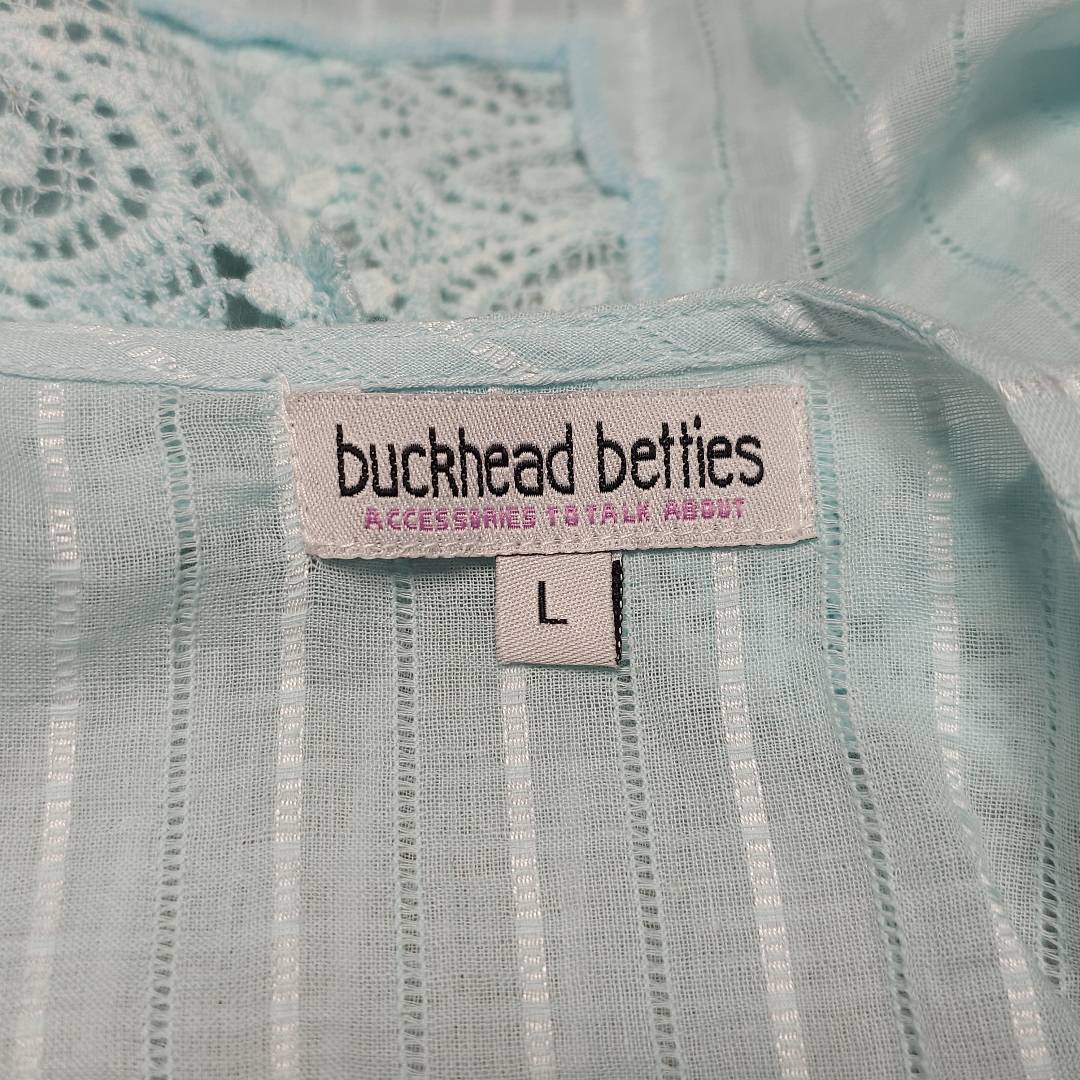 buckhead betties
ACCESSORIES TO TALK ABOUT
L